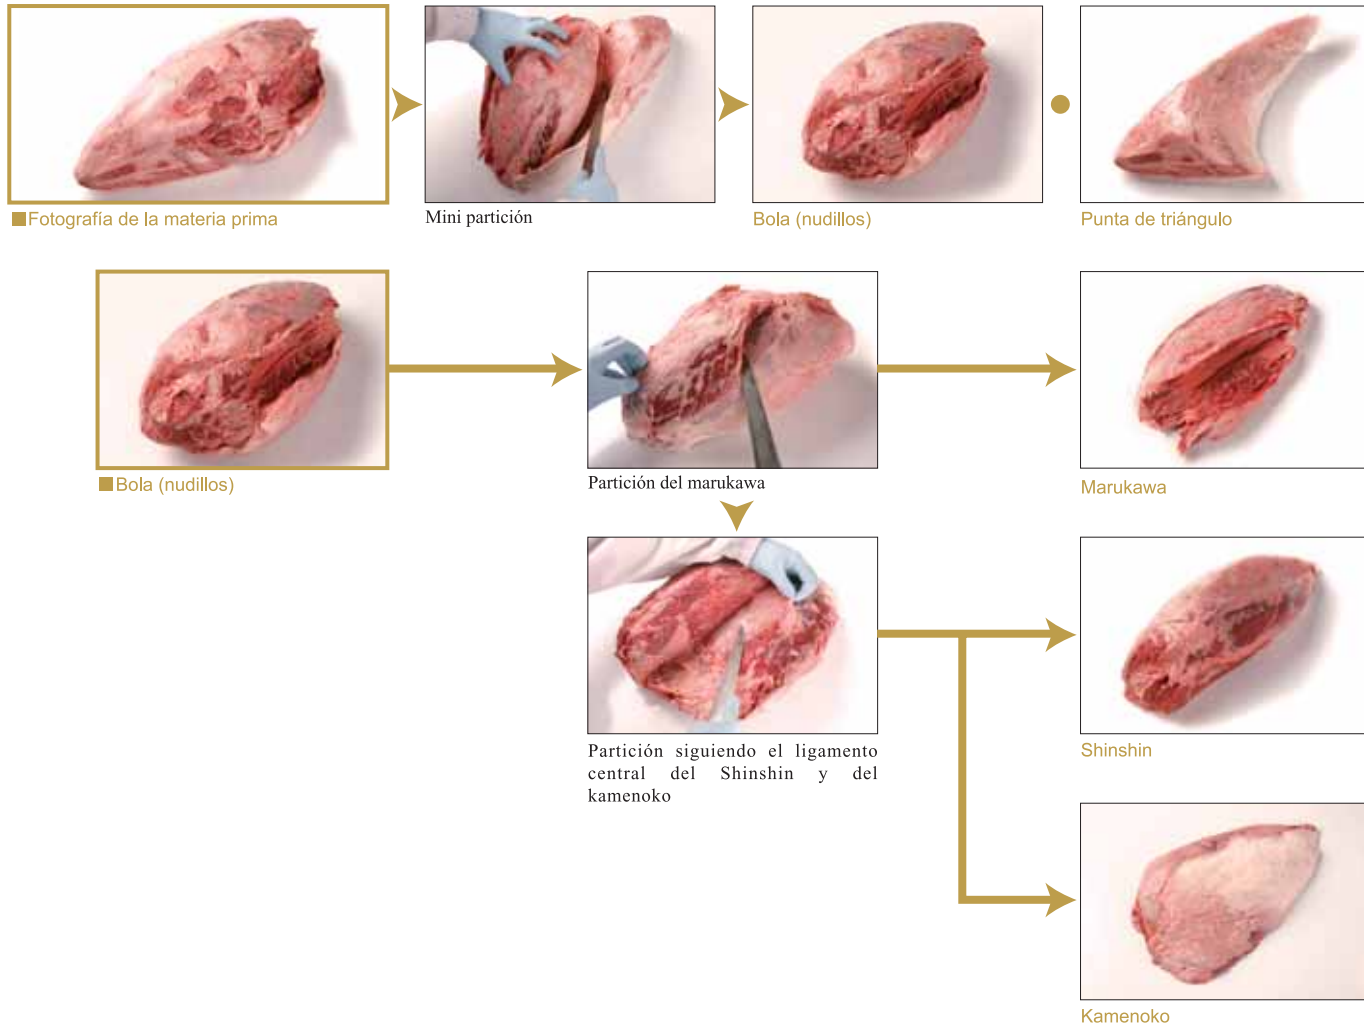 ■Fotografía de la materia prima
Mini partición
Bola (nudillos)
Punta de triángulo
■Bola (nudillos)
Partición del marukawa
Marukawa
Partición siguiendo el ligamento
central del Shinshin y del
kamenoko
Shinshin
Kamenoko